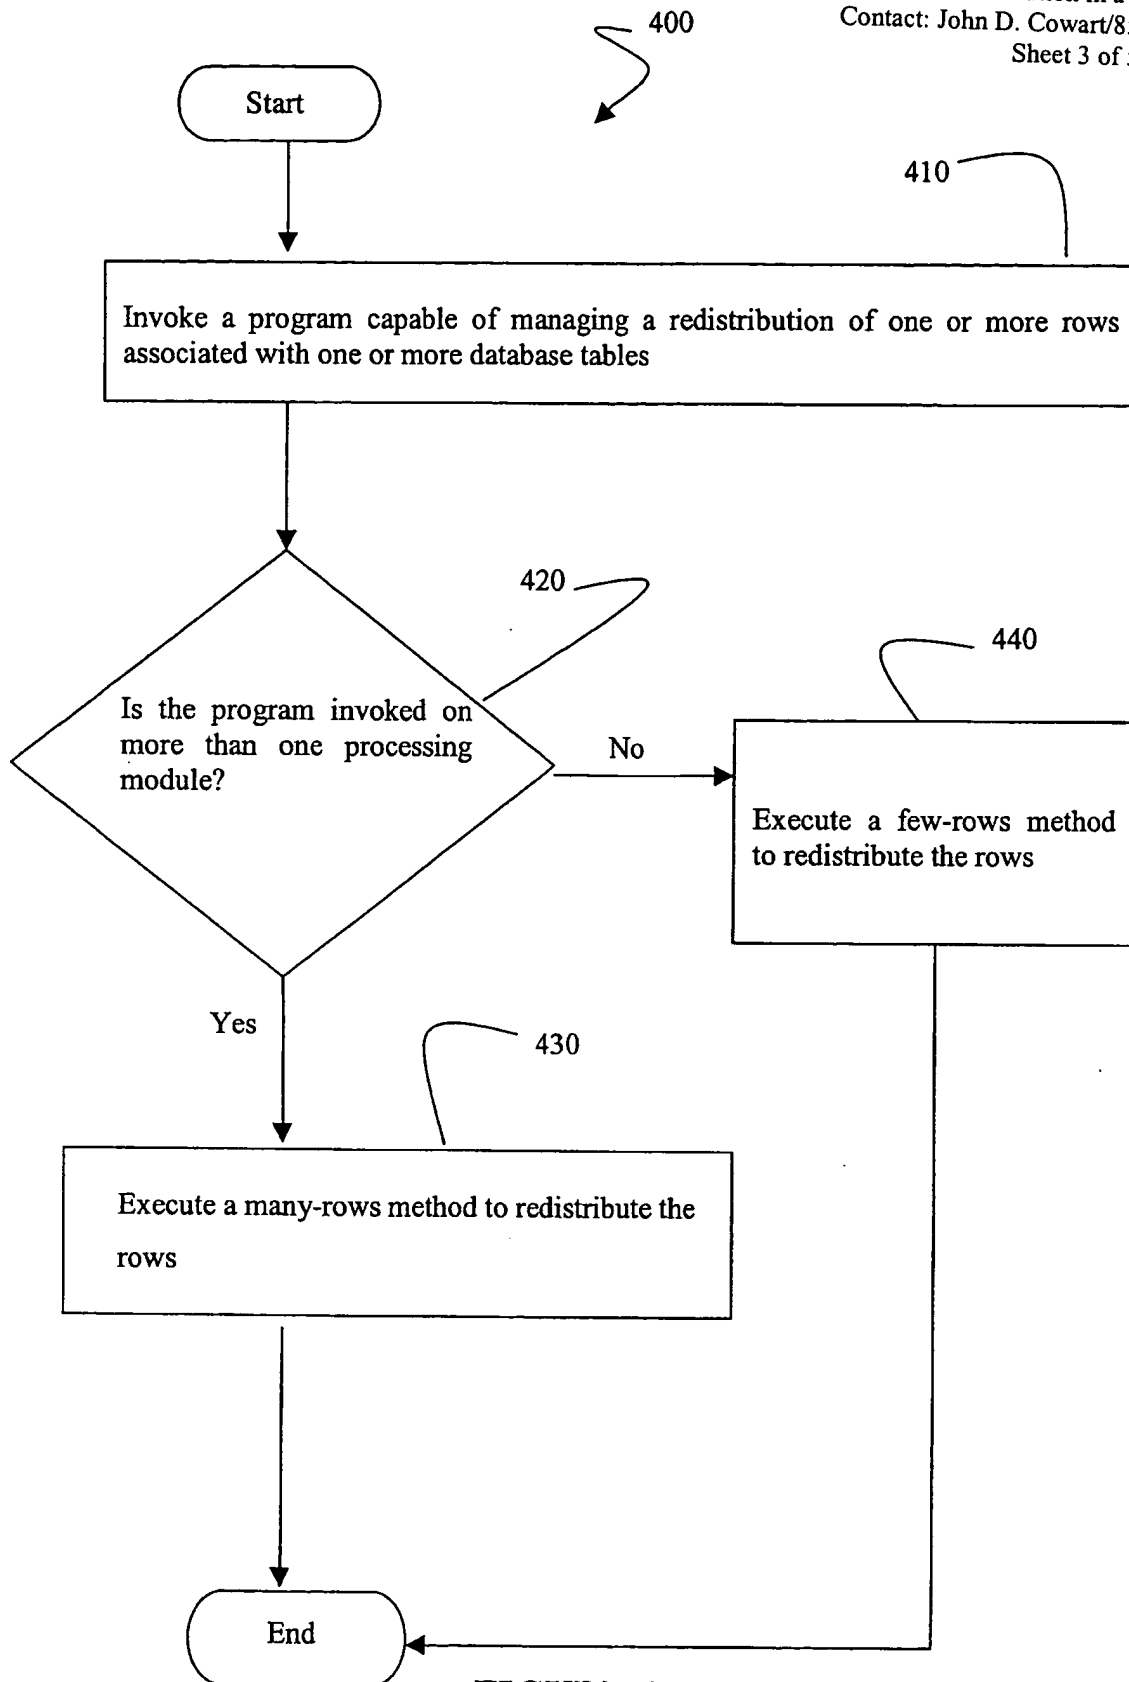 400
Contact: John D. Cowart/8
Sheet 3 of
Start
410
Invoke a program capable of managing a redistribution of one or more rows
associated with one or more database tables
420
440
Is the program invoked on
more than one processing
module?
No
Execute a few-rows method
to redistribute the rows
Yes
430
Execute a many-rows method to redistribute the
rows
End